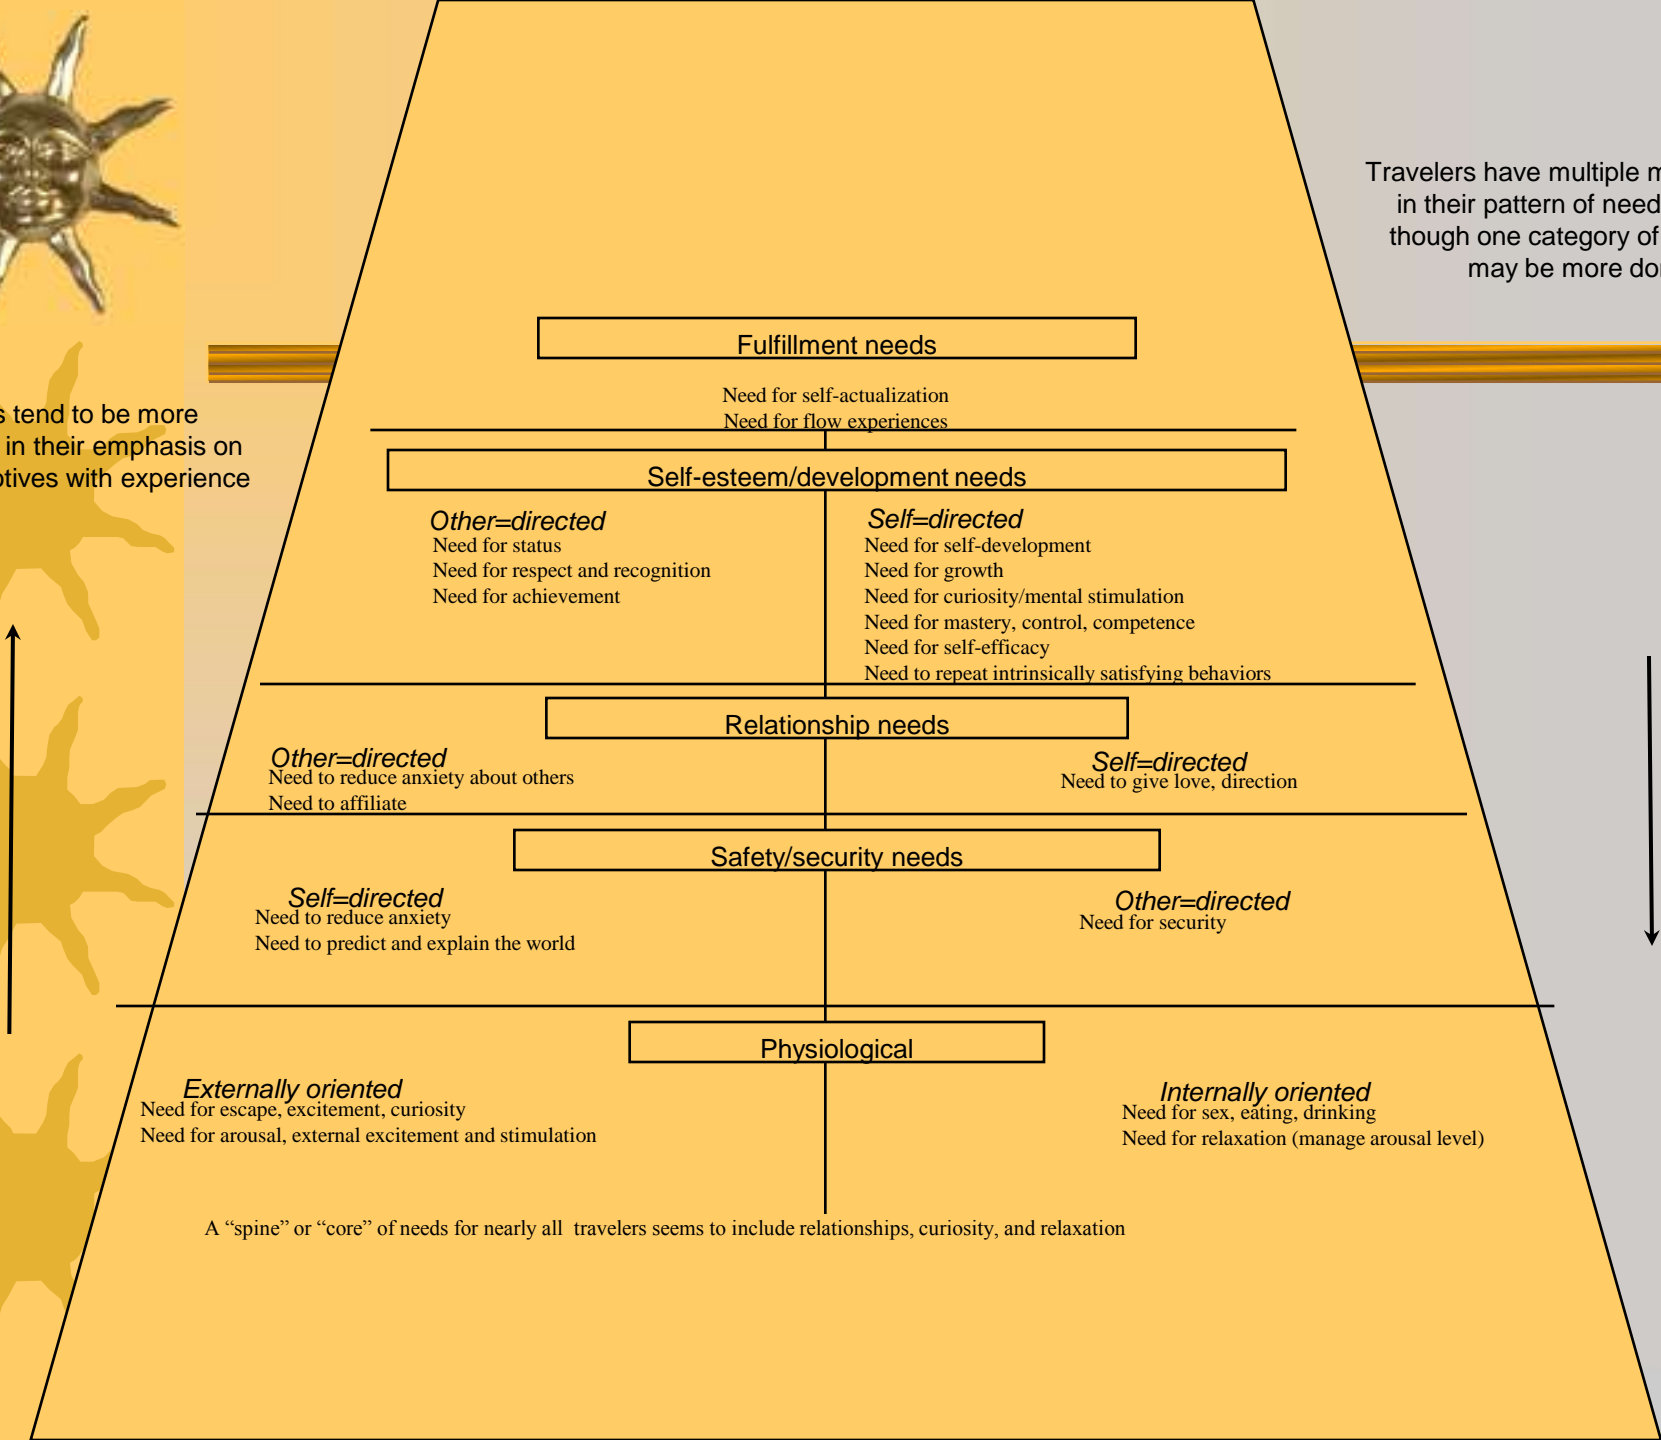 Travelers have multiple
in their pattern of
though one category of
may be more
Fulfillment needs
Need for self-actualization
Need for flow experiences
tend to be more
in their emphasis on
with experience
Self-esteem/development needs
Other=directed
Need for status
Need for respect and recognition
Need for achievement
Self=directed
Need for self-development
Need for growth
Need for curiosity/mental stimulation
Need for mastery, control, competence
Need for self-efficacy
Need to repeat intrinsically satisfying behaviors
Relationship needs
Other=directed
Need to reduce anxiety about others
Need to affiliate
Self=directed
Need to give love, direction
Safety/security needs
Self=directed
Need to reduce anxiety
Need to predict and explain the world
Other=directed
Need for security
Physiological
Externally oriented
Need for escape, excitement, curiosity
Need for arousal, external excitement and stimulation
Internally oriented
Need for sex, eating, drinking
Need for relaxation (manage arousal level)
A “spine” or “core” of needs for nearly all travelers seems to include relationships, curiosity, and relaxation